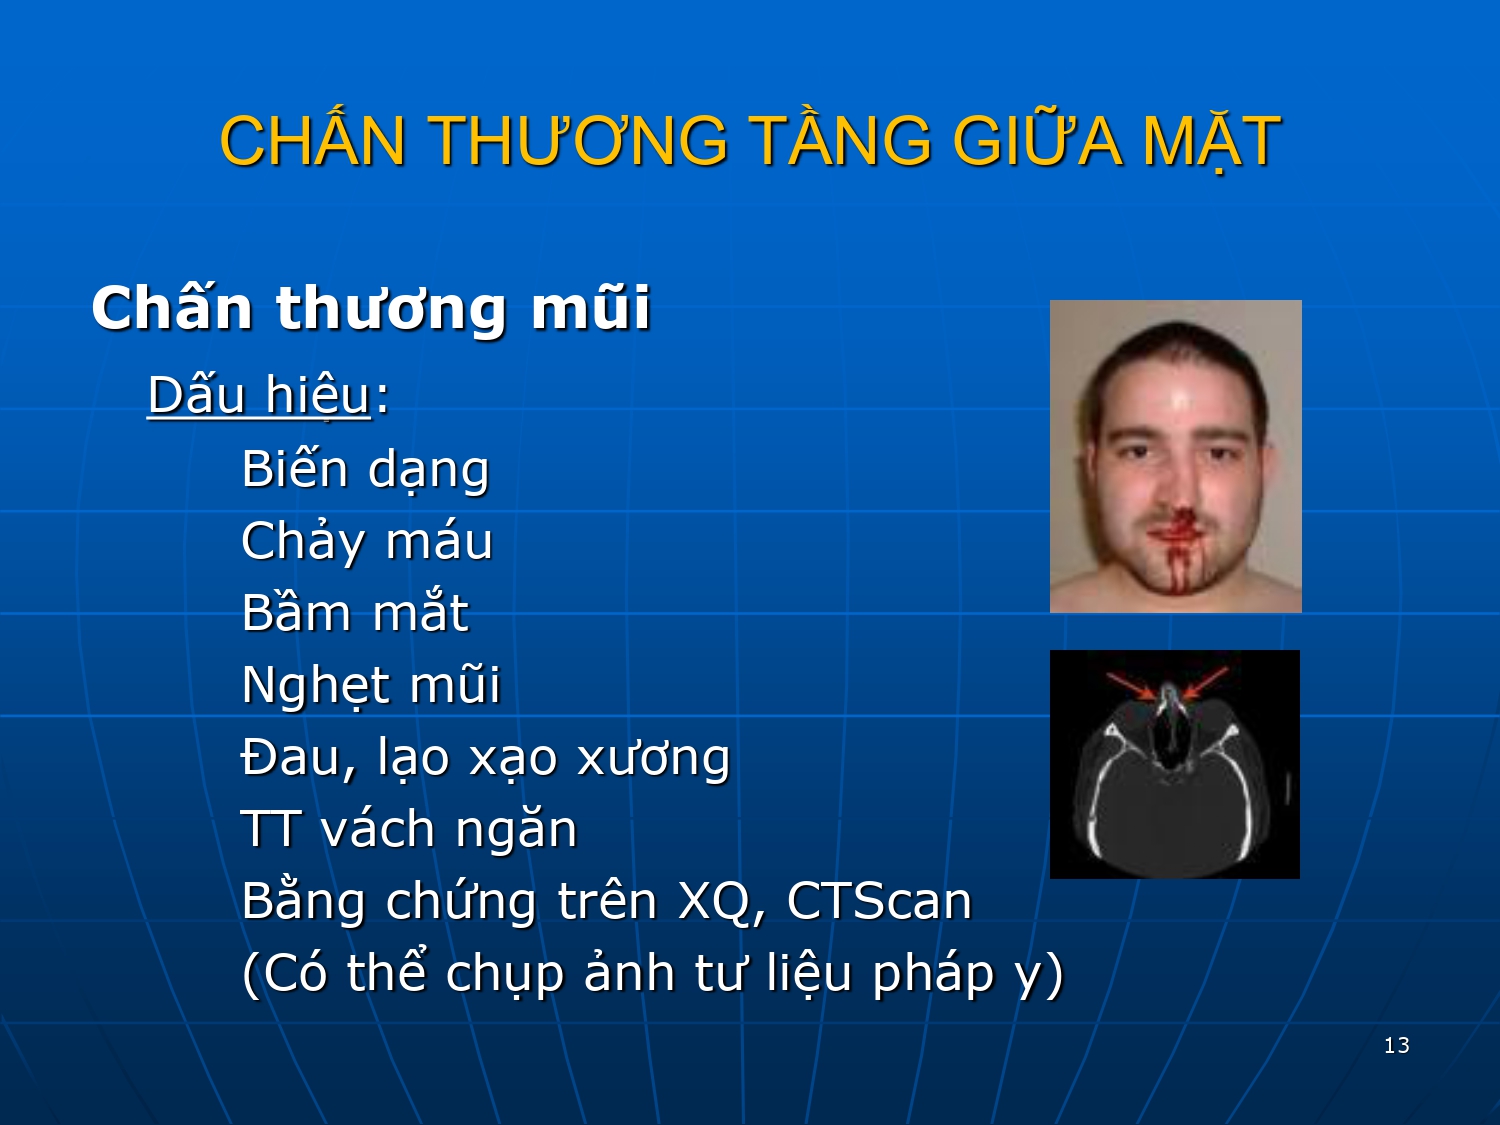 CHẤN THƯƠNG TẦNG GIỮA MẶT
Chấn thương mũi
Dấu hiệu:
Biến dạng
Chảy máu
Bầm mắt
Nghẹt mũi
Đau, lạo xạo xương
TT vách ngăn
Bằng chứng trên XQ, CTScan
(Có thể chụp ảnh tư liệu pháp y)
13